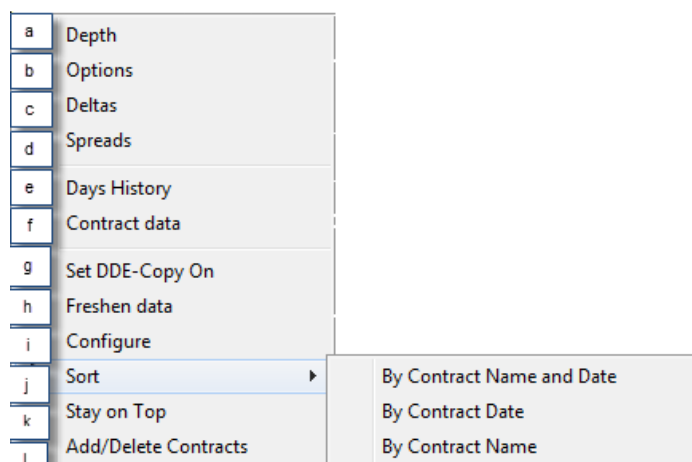 a Depth
b Options
c Deltas
d Spreads
e Days History
f Contract data
g Set DDE-Copy On
h Freshen data
i Configure
j Sort By Contract Name and Date
k Stay on Top By Contract Date
l Add/Delete Contracts By Contract Name